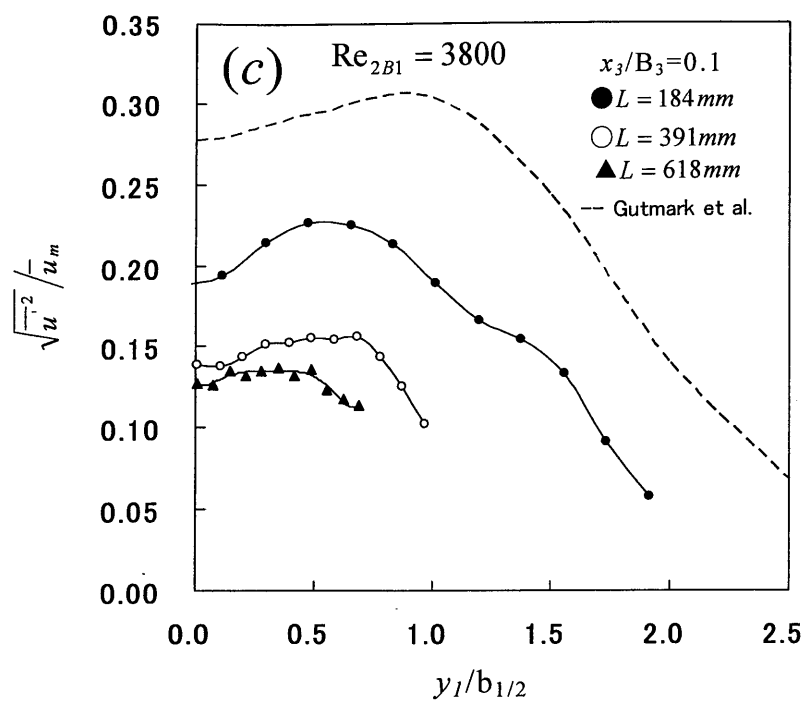 (c) Re2B1 = 3800
x3/B3=0.1
L = 184mm
L = 391mm
L = 618mm
Gutmark et al.
0.35
0.30
0.25
0.20
0.15
0.10
0.05
0.00
√u'2 / um
0.0 0.5 1.0 1.5 2.0 2.5
y1/b1/2